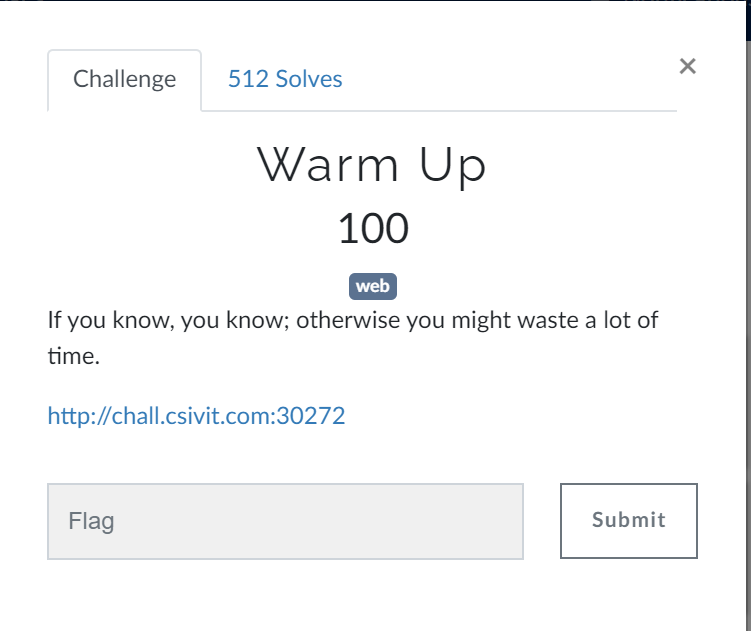 Challenge
512 Solves
×
Warm Up
100
web
If you know, you know; otherwise you might waste a lot of
time.
http://chall.csivit.com:30272
Flag
Submit